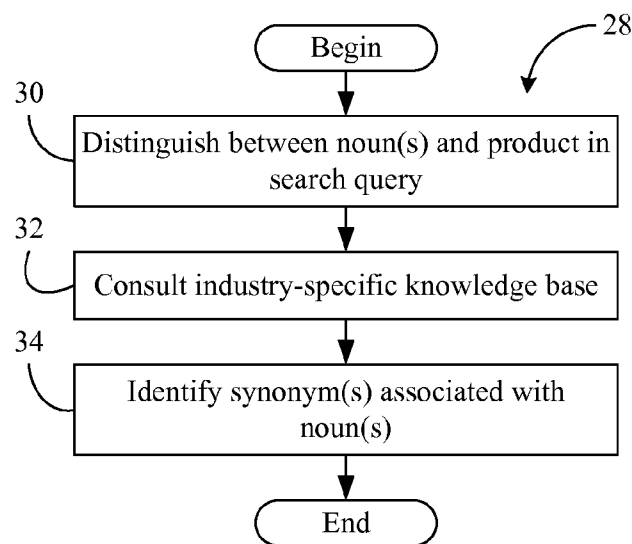 Begin
28
30
Distinguish between noun(s) and product in
search query
32
Consult industry-specific knowledge base
34
Identify synonym(s) associated with
noun(s)
End